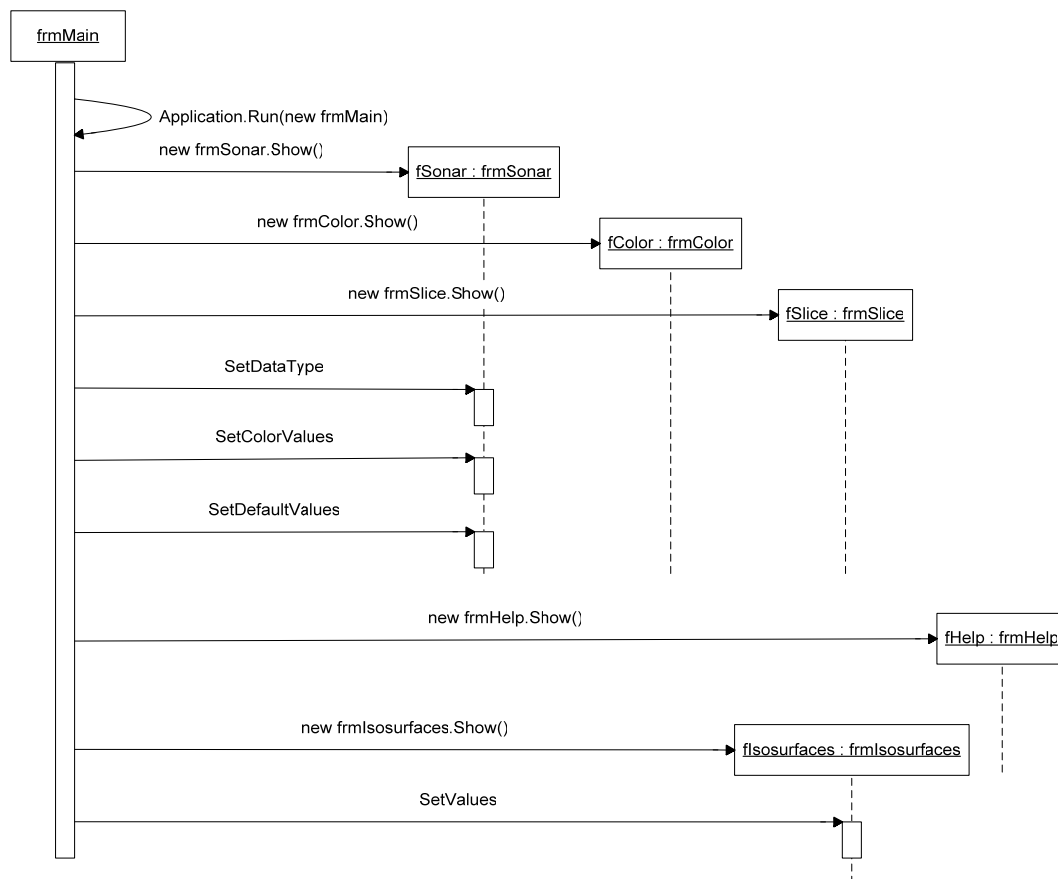 frmMain
Application.Run(new frmMain)
new frmSonar.Show()
fSonar : frmSonar
new frmColor.Show()
fColor : frmColor
new frmSlice.Show()
fSlice : frmSlice
SetDataType
SetColorValues
SetDefaultValues
new frmHelp.Show()
fHelp : frmHelp
new frmIsosurfaces.Show()
fIsosurfaces : frmIsosurfaces
SetValues